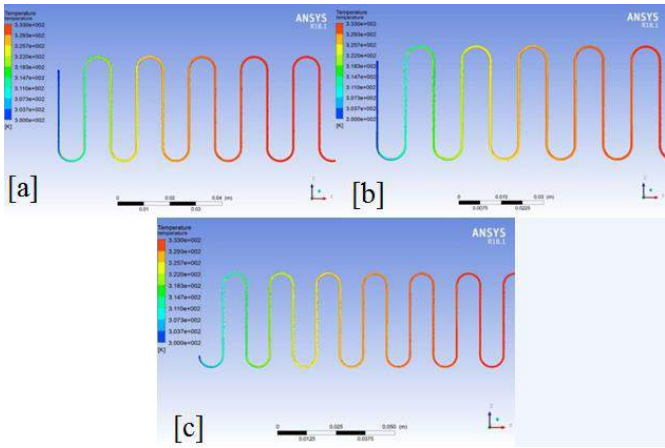 Temperature
temperature
3.330e+002
3.293e+002
3.257e+002
3.220e+002
3.183e+002
3.147e+002
3.110e+002
3.073e+002
3.037e+002
3.000e+002
[K]
ANSYS
R18.1
0 0.02 0.04 (m)
0.01 0.03
[a]
Temperature
temperature
3.330e+002
3.293e+002
3.257e+002
3.220e+002
3.183e+002
3.147e+002
3.110e+002
3.073e+002
3.037e+002
3.000e+002
[K]
ANSYS
R18.1
0 0.015 0.03 (m)
0.0075 0.0225
[b]
Temperature
temperature
3.330e+002
3.293e+002
3.257e+002
3.220e+002
3.183e+002
3.147e+002
3.110e+002
3.073e+002
3.037e+002
3.000e+002
[K]
ANSYS
R18.1
0 0.025 0.050 (m)
0.0125 0.0375
[c]